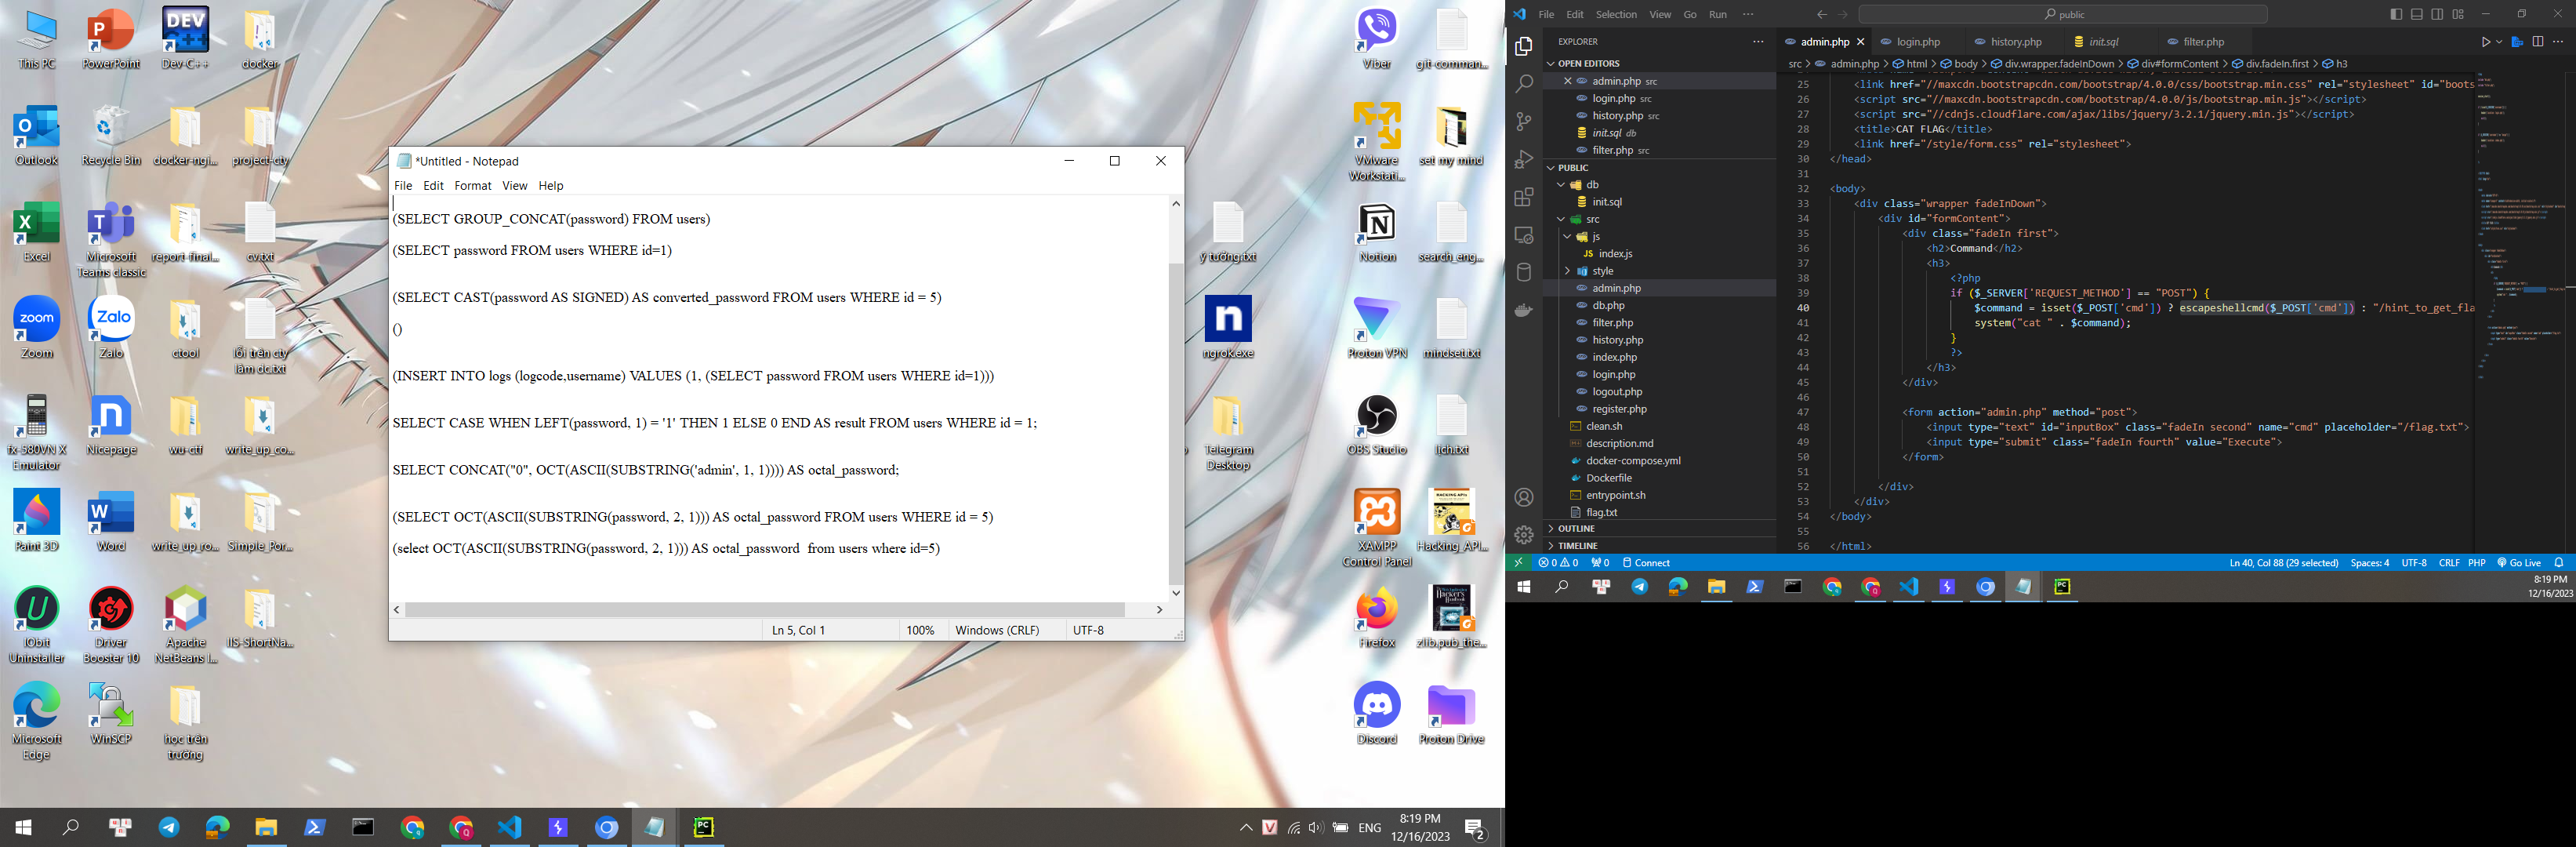 This PC
PowerPoint
Dev-C++
docker
Outlook
Recycle Bin
docker-ngi...
project-cty
Excel
Microsoft Teams classic
report-final...
cv.txt
Zoom
Zalo
ctool
lỗi trên cty làm dc.txt
fx-580VN X Emulator
Nicepage
wu-ctf
write_up_co...
Paint 3D
Word
write_up_ro...
Simple_Por...
IObit Uninstaller
Driver Booster 10
Apache NetBeans I...
IIS-ShortNa...
Microsoft Edge
WinSCP
học trên trường
*Untitled - Notepad
File Edit Format View Help
(SELECT GROUP_CONCAT(password) FROM users)
(SELECT password FROM users WHERE id=1)
(SELECT CAST(password AS SIGNED) AS converted_password FROM users WHERE id = 5)
()
(INSERT INTO logs (logcode,username) VALUES (1, (SELECT password FROM users WHERE id=1)))
SELECT CASE WHEN LEFT(password, 1) = '1' THEN 1 ELSE 0 END AS result FROM users WHERE id = 1;
SELECT CONCAT("0", OCT(ASCII(SUBSTRING('admin', 1, 1)))) AS octal_password;
(SELECT OCT(ASCII(SUBSTRING(password, 2, 1))) AS octal_password FROM users WHERE id = 5)
(select OCT(ASCII(SUBSTRING(password, 2, 1))) AS octal_password  from users where id=5)
Ln 5, Col 1 100% Windows (CRLF) UTF-8
ý tưởng.txt
ngrok.exe
Telegram Desktop
Viber
git-comman...
VMware Workstati...
set my mind
Notion
search_eng...
Proton VPN
mindset.txt
OBS Studio
lịch.txt
XAMPP Control Panel
Hacking_API...
Firefox
zlib.pub_the...
Discord
Proton Drive
ENG
8:19 PM
12/16/2023
2
File Edit Selection View Go Run ···
public
EXPLORER
OPEN EDITORS
admin.php src
login.php src
history.php src
init.sql db
filter.php src
PUBLIC
db
init.sql
src
js
JS index.js
style
admin.php
db.php
filter.php
history.php
index.php
login.php
logout.php
register.php
clean.sh
description.md
docker-compose.yml
Dockerfile
entrypoint.sh
flag.txt
OUTLINE
TIMELINE
admin.php login.php history.php init.sql filter.php
src > admin.php > html > body > div.wrapper.fadeInDown > div#formContent > div.fadeIn.first > h3
25 <link href="//maxcdn.bootstrapcdn.com/bootstrap/4.0.0/css/bootstrap.min.css" rel="stylesheet" id="boots
26 <script src="//maxcdn.bootstrapcdn.com/bootstrap/4.0.0/js/bootstrap.min.js"></script>
27 <script src="//cdnjs.cloudflare.com/ajax/libs/jquery/3.2.1/jquery.min.js"></script>
28 <title>CAT FLAG</title>
29 <link href="/style/form.css" rel="stylesheet">
30 </head>
31
32 <body>
33 <div class="wrapper fadeInDown">
34 <div id="formContent">
35 <div class="fadeIn first">
36 <h2>Command</h2>
37 <h3>
38 <?php
39 if ($_SERVER['REQUEST_METHOD'] == "POST") {
40 $command = isset($_POST['cmd']) ? escapeshellcmd($_POST['cmd']) : "/hint_to_get_fla
41 system("cat " . $command);
42 }
43 ?>
44 </h3>
45 </div>
46
47 <form action="admin.php" method="post">
48 <input type="text" id="inputBox" class="fadeIn second" name="cmd" placeholder="/flag.txt">
49 <input type="submit" class="fadeIn fourth" value="Execute">
50 </form>
51
52 </div>
53 </div>
54 </body>
55
56 </html>
0 0 0 Connect
Ln 40, Col 88 (29 selected) Spaces: 4 UTF-8 CRLF PHP Go Live
8:19 PM
12/16/2023